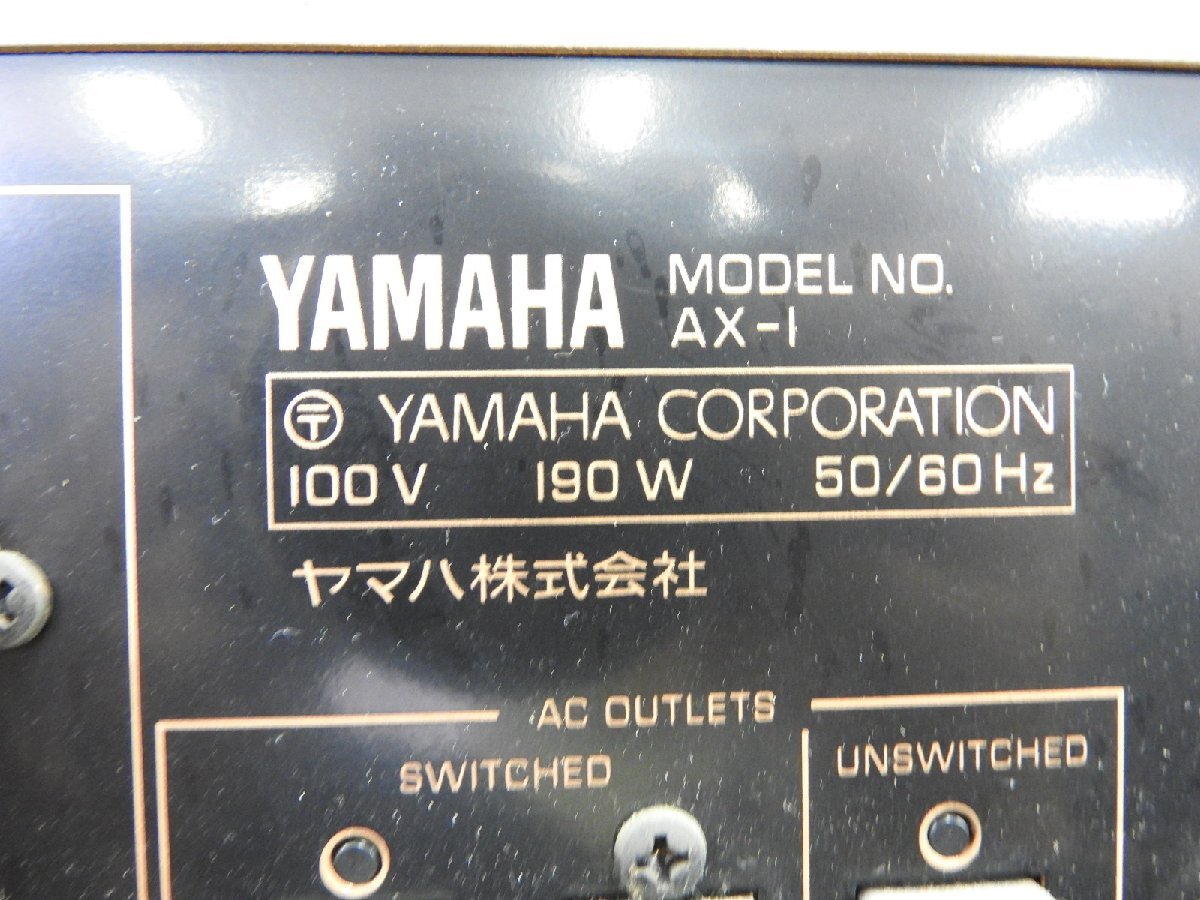 YAMAHA MODEL NO.
AX-1
〒 YAMAHA CORPORATION
100 V 190 W 50/60 Hz
ヤマハ株式会社
AC OUTLETS
SWITCHED UNSWITCHED